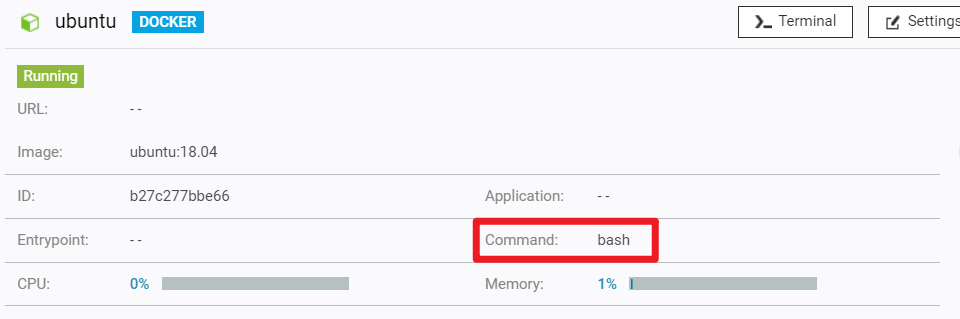 ubuntu DOCKER Terminal Settings
Running
URL: --
Image: ubuntu:18.04
ID: b27c277bbe66 Application: --
Entrypoint: -- Command: bash
CPU: 0% Memory: 1%